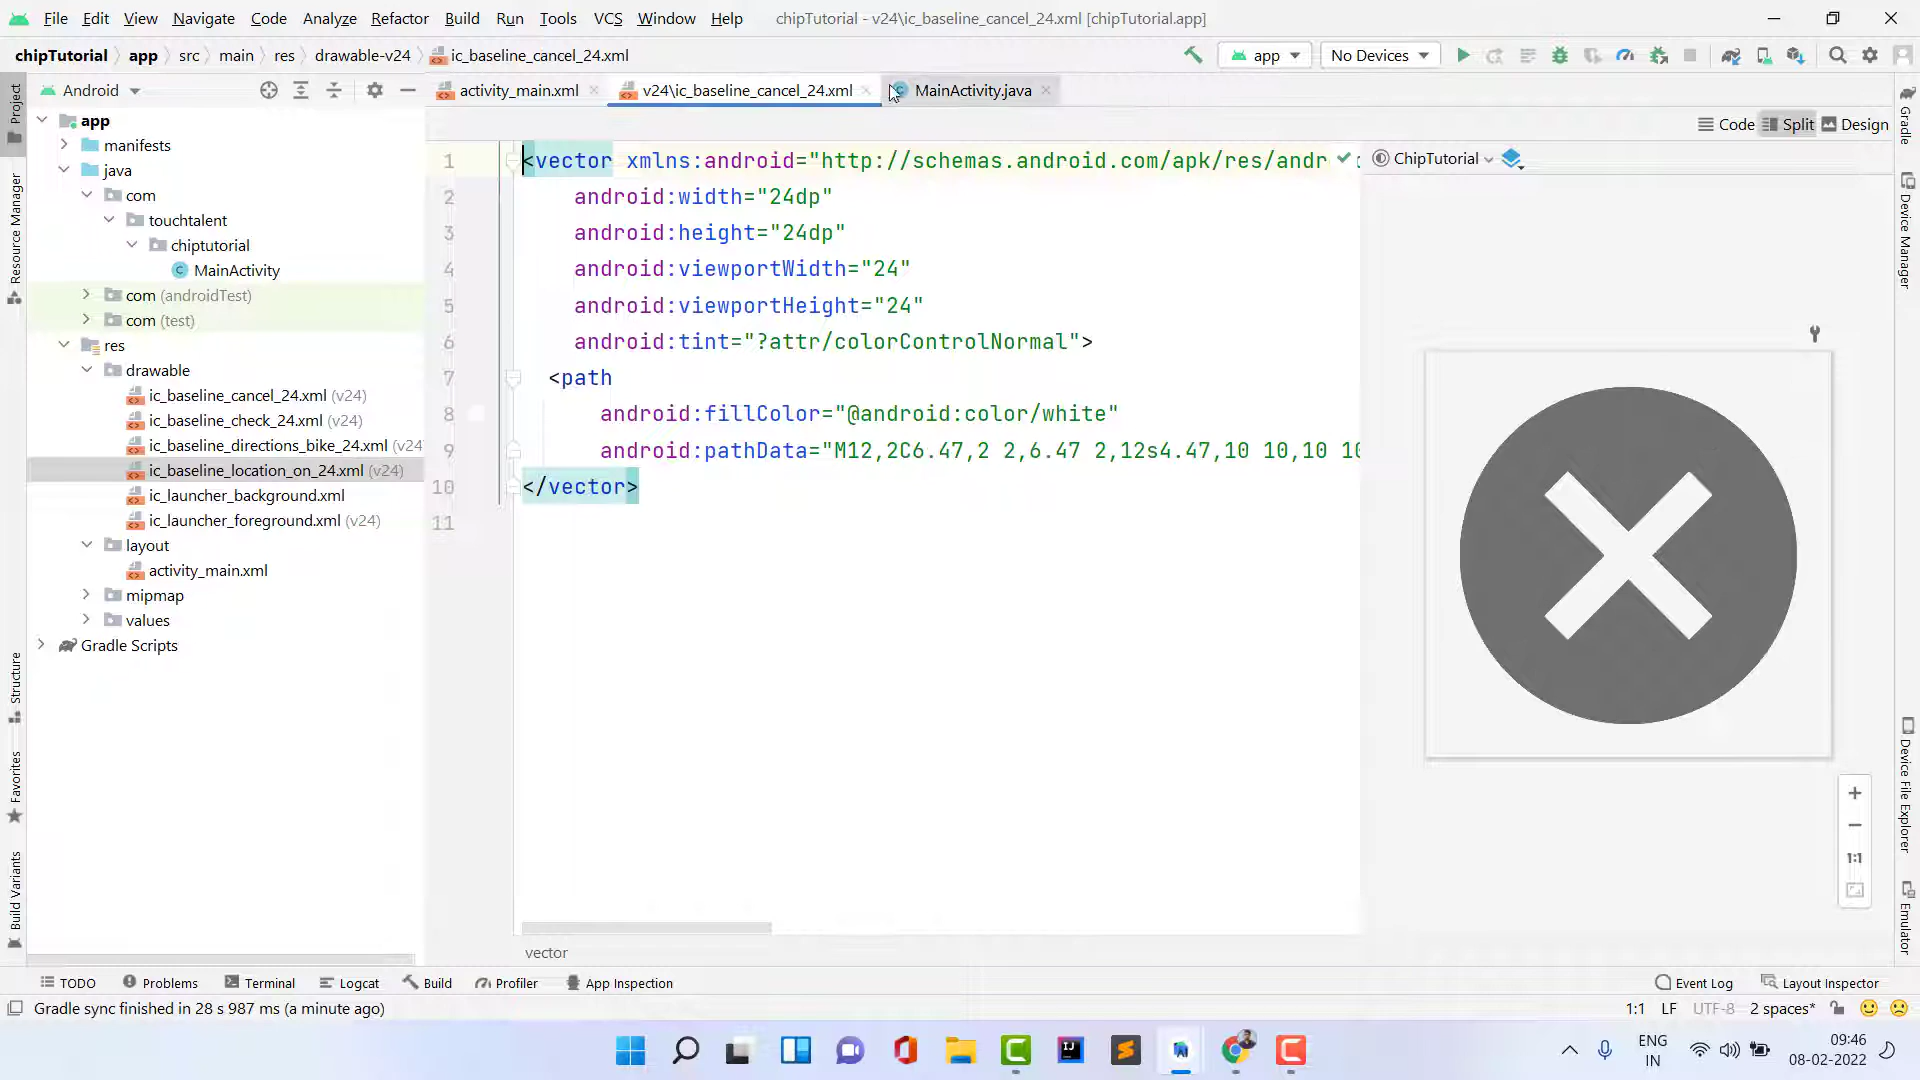 File Edit View Navigate Code Analyze Refactor Build Run Tools VCS Window Help chipTutorial - v24\ic_baseline_cancel_24.xml [chipTutorial.app]
chipTutorial app src main res drawable-v24 ic_baseline_cancel_24.xml app No Devices
Android activity_main.xml v24\ic_baseline_cancel_24.xml MainActivity.java
Code Split Design
ChipTutorial
Project
Resource Manager
Structure
Favorites
Build Variants
app
manifests
java
com
touchtalent
chiptutorial
MainActivity
com (androidTest)
com (test)
res
drawable
ic_baseline_cancel_24.xml (v24)
ic_baseline_check_24.xml (v24)
ic_baseline_directions_bike_24.xml (v24
ic_baseline_location_on_24.xml (v24)
ic_launcher_background.xml
ic_launcher_foreground.xml (v24)
layout
activity_main.xml
mipmap
values
Gradle Scripts
1 <vector xmlns:android="http://schemas.android.com/apk/res/andr
2 android:width="24dp"
3 android:height="24dp"
4 android:viewportWidth="24"
5 android:viewportHeight="24"
6 android:tint="?attr/colorControlNormal">
7 <path
8 android:fillColor="@android:color/white"
9 android:pathData="M12,2C6.47,2 2,6.47 2,12s4.47,10 10,10 10
10 </vector>
11
vector
1:1
Gradle
Device Manager
Device File Explorer
Emulator
TODO Problems Terminal Logcat Build Profiler App Inspection Event Log Layout Inspector
Gradle sync finished in 28 s 987 ms (a minute ago) 1:1 LF UTF-8 2 spaces*
ENG
IN
09:46
08-02-2022